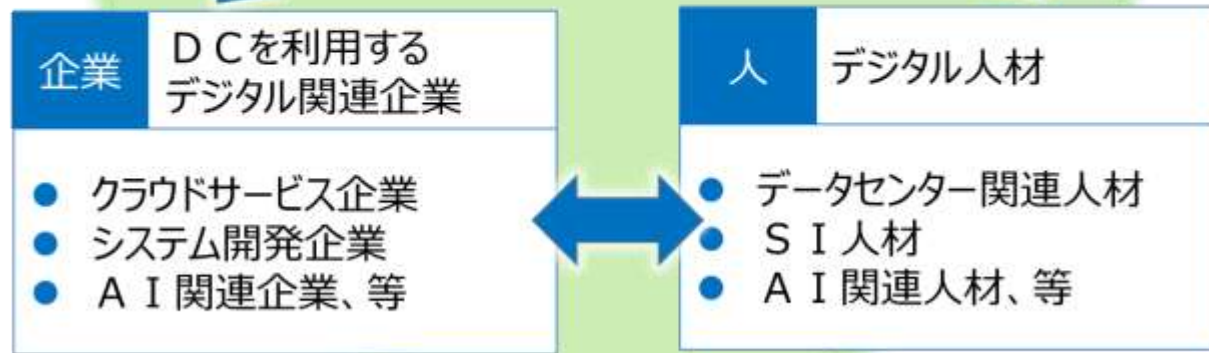 企業
DCを利用する
デジタル関連企業
● クラウドサービス企業
● システム開発企業
● AI関連企業、等
人
デジタル人材
● データセンター関連人材
● SI人材
● AI関連人材、等